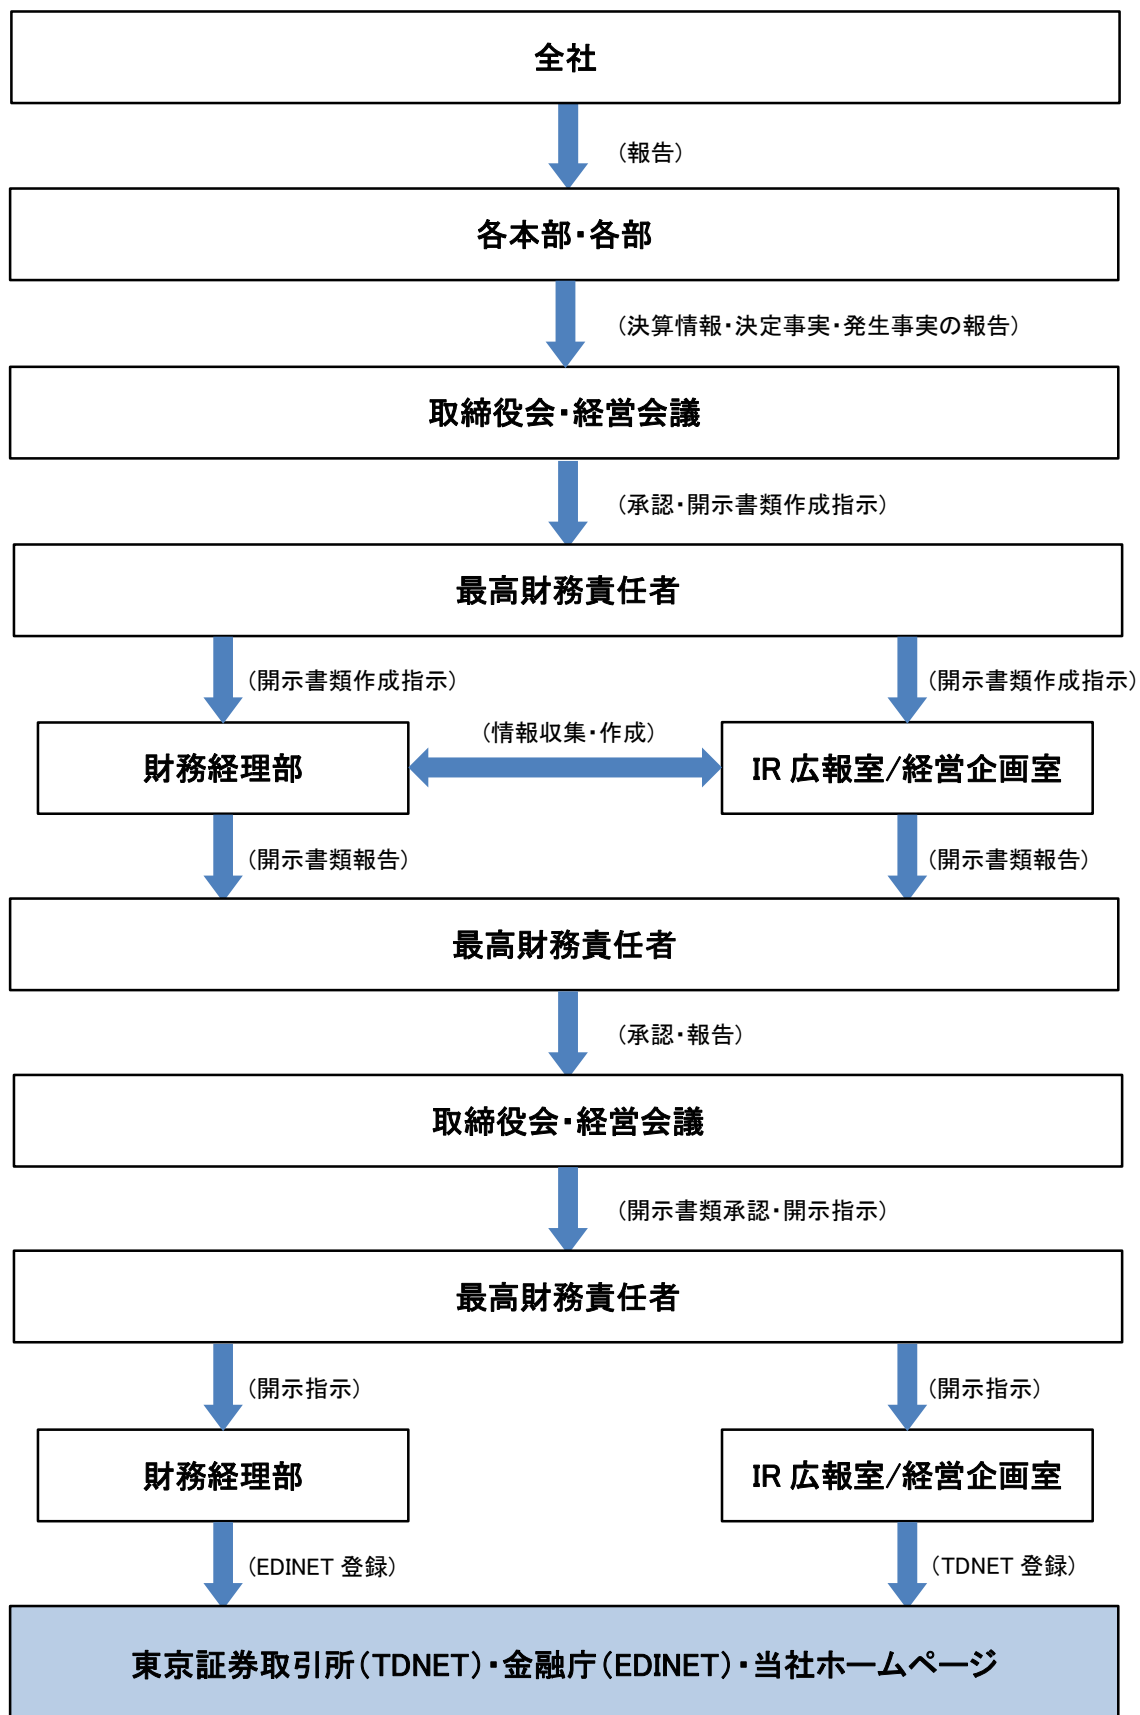 全社
(報告)
各本部・各部
(決算情報・決定事実・発生事実の報告)
取締役会・経営会議
(承認・開示書類作成指示)
最高財務責任者
(開示書類作成指示)
(開示書類作成指示)
(情報収集・作成)
財務経理部
IR 広報室/経営企画室
(開示書類報告)
(開示書類報告)
最高財務責任者
(承認・報告)
取締役会・経営会議
(開示書類承認・開示指示)
最高財務責任者
(開示指示)
(開示指示)
財務経理部
IR 広報室/経営企画室
(EDINET 登録)
(TDNET 登録)
東京証券取引所(TDNET)・金融庁(EDINET)・当社ホームページ